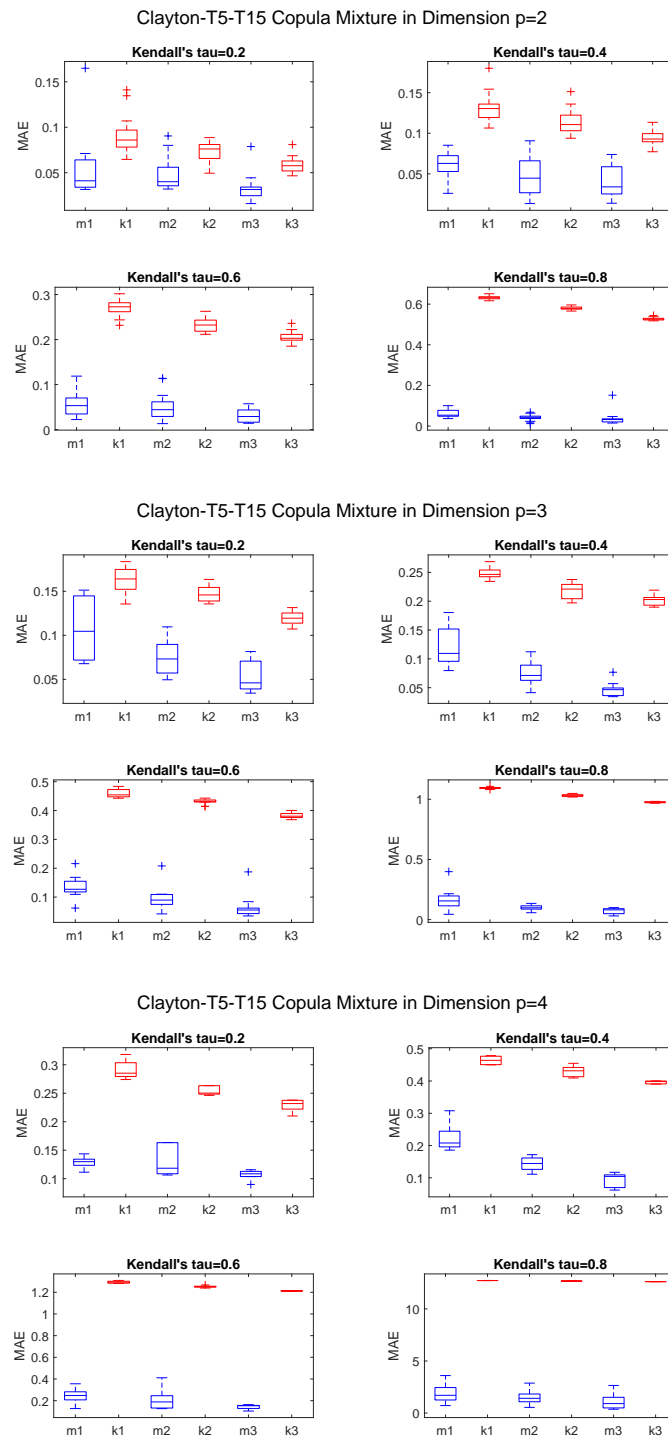 Clayton-T5-T15 Copula Mixture in Dimension p=2
Kendall's tau=0.2
MAE
0.15
0.1
0.05
m1 k1 m2 k2 m3 k3
Kendall's tau=0.4
MAE
0.15
0.1
0.05
m1 k1 m2 k2 m3 k3
Kendall's tau=0.6
MAE
0.3
0.2
0.1
0
m1 k1 m2 k2 m3 k3
Kendall's tau=0.8
MAE
0.6
0.4
0.2
0
m1 k1 m2 k2 m3 k3
Clayton-T5-T15 Copula Mixture in Dimension p=3
Kendall's tau=0.2
MAE
0.15
0.1
0.05
m1 k1 m2 k2 m3 k3
Kendall's tau=0.4
MAE
0.25
0.2
0.15
0.1
0.05
m1 k1 m2 k2 m3 k3
Kendall's tau=0.6
MAE
0.5
0.4
0.3
0.2
0.1
m1 k1 m2 k2 m3 k3
Kendall's tau=0.8
MAE
1
0.5
0
m1 k1 m2 k2 m3 k3
Clayton-T5-T15 Copula Mixture in Dimension p=4
Kendall's tau=0.2
MAE
0.3
0.25
0.2
0.15
0.1
m1 k1 m2 k2 m3 k3
Kendall's tau=0.4
MAE
0.5
0.4
0.3
0.2
0.1
m1 k1 m2 k2 m3 k3
Kendall's tau=0.6
MAE
1.2
1
0.8
0.6
0.4
0.2
m1 k1 m2 k2 m3 k3
Kendall's tau=0.8
MAE
10
5
0
m1 k1 m2 k2 m3 k3